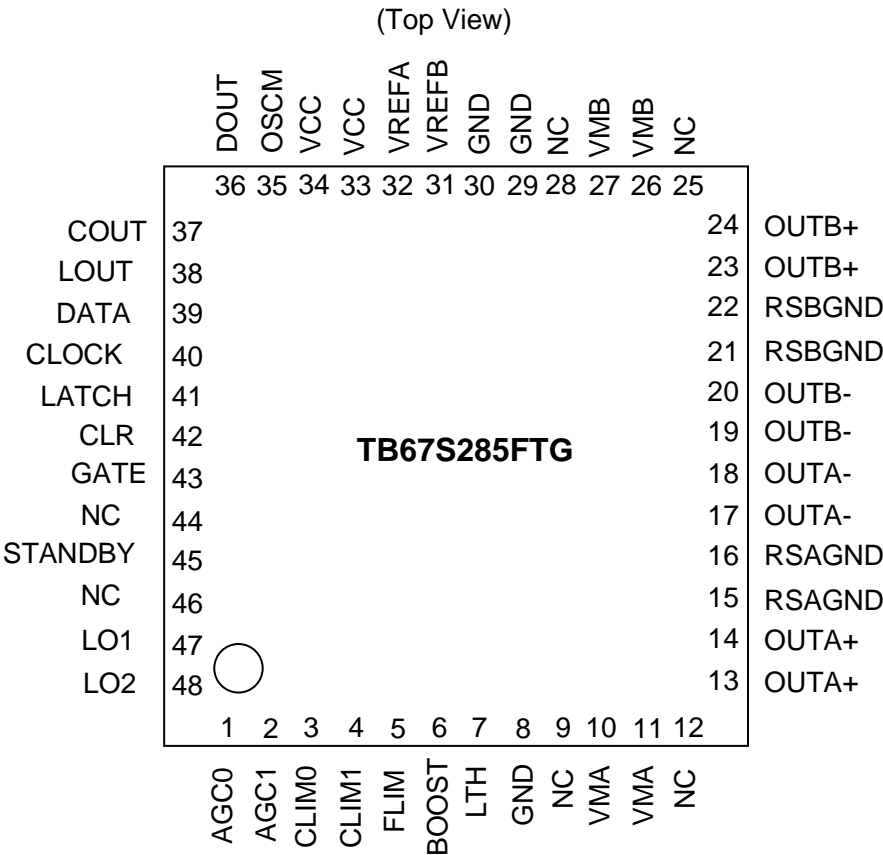 (Top View)
DOUT
OSCM
VCC
VCC
VREFA
VREFB
GND
GND
NC
VMB
VMB
NC
36 35 34 33 32 31 30 29 28 27 26 25
COUT 37
LOUT 38
DATA 39
CLOCK 40
LATCH 41
CLR 42
GATE 43
NC 44
STANDBY 45
NC 46
LO1 47
LO2 48
TB67S285FTG
24 OUTB+
23 OUTB+
22 RSBGND
21 RSBGND
20 OUTB-
19 OUTB-
18 OUTA-
17 OUTA-
16 RSAGND
15 RSAGND
14 OUTA+
13 OUTA+
1 2 3 4 5 6 7 8 9 10 11 12
AGC0
AGC1
CLIM0
CLIM1
FLIM
BOOST
LTH
GND
NC
VMA
VMA
NC